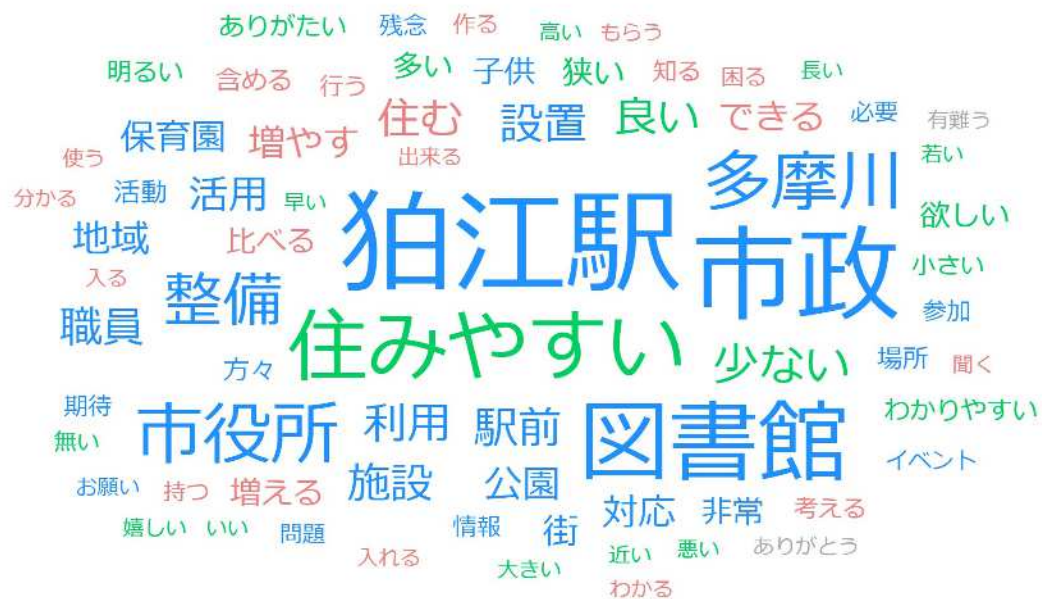 ありがたい 残念 作る 高い もらう
明るい 含める 行う 多い 子供 狭い 知る 困る 長い
保育園 増やす 住む 設置 良い できる 必要 有難う
使う 出来る 若い
分かる 活動 活用 早い 狛江駅 多摩川 欲しい
地域 比べる 市政 小さい
入る 整備 参加
職員 住みやすい 少ない 場所 聞く
方々
期待 市役所 利用 駅前 図書館 わかりやすい
無い イベント
お願い 持つ 増える 施設 公園 対応 非常 考える
嬉しい いい 問題 情報 街 近い 悪い ありがとう
入れる 大きい わかる